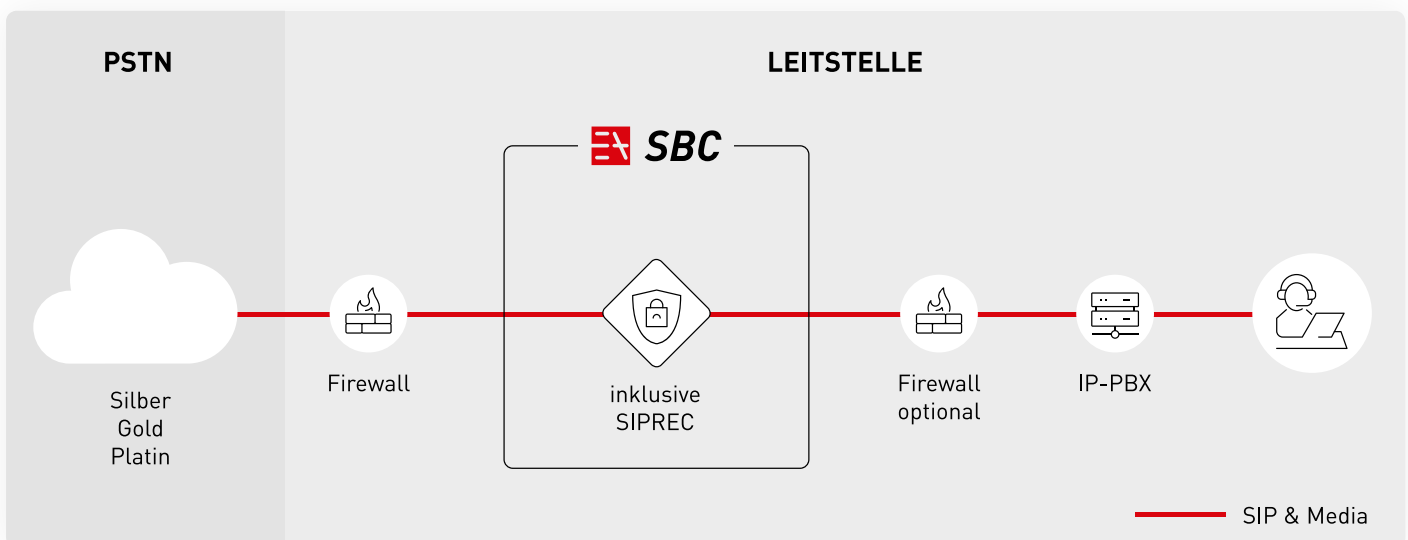 PSTN
LEITSTELLE
SBC
Silber
Gold
Platin
Firewall
inklusive
SIPREC
Firewall
optional
IP-PBX
SIP & Media